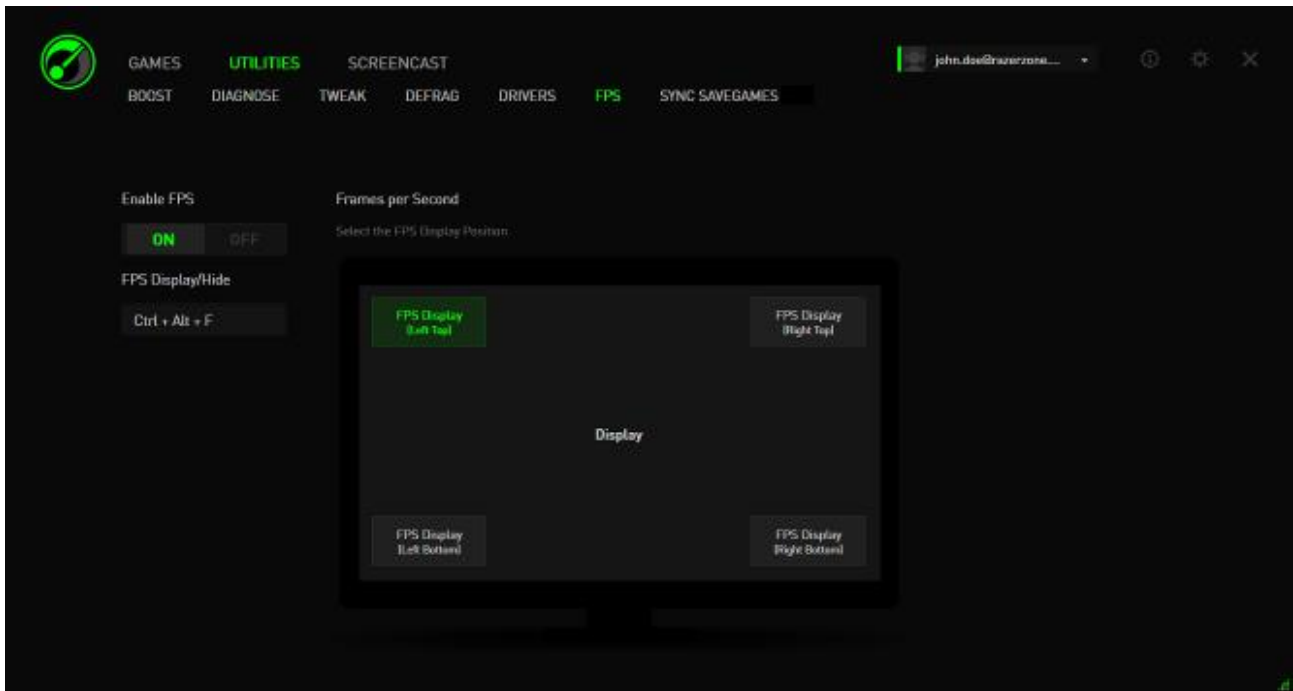 GAMES UTILITIES SCREENCAST
john.doe@razerzone....
BOOST DIAGNOSE TWEAK DEFRAG DRIVERS FPS SYNC SAVEGAMES
Enable FPS
ON OFF
FPS Display/Hide
Ctrl + Alt + F
Frames per Second
Select the FPS Display Position
FPS Display
[Left Top]
FPS Display
[Right Top]
Display
FPS Display
[Left Bottom]
FPS Display
[Right Bottom]